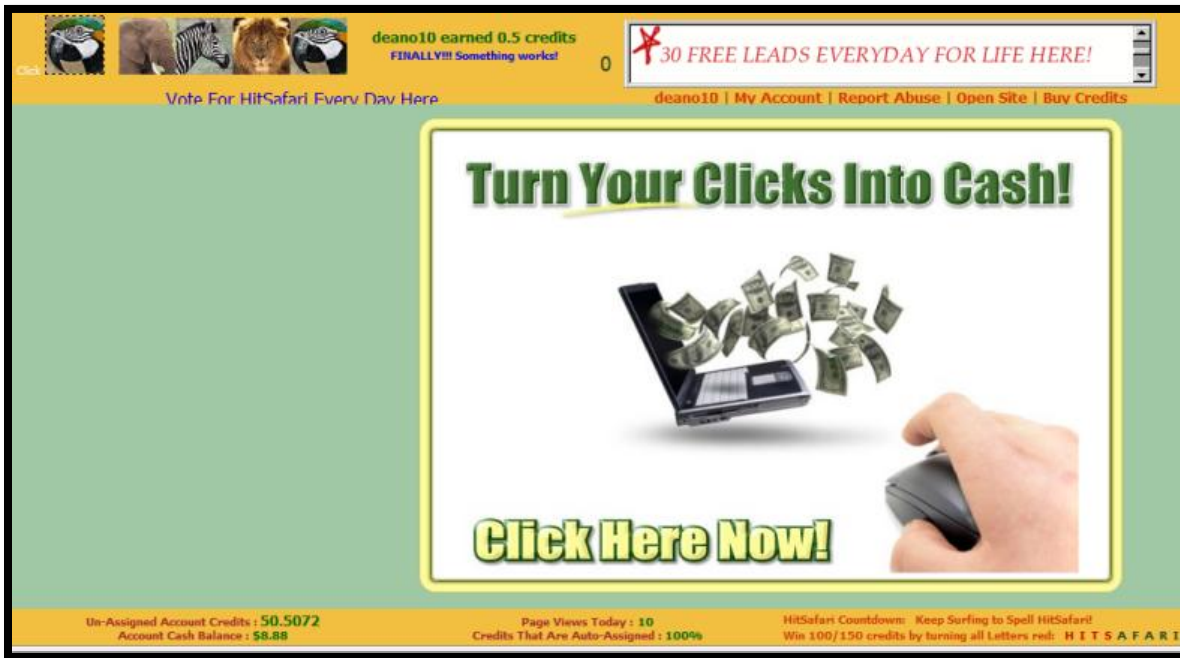 Click
deano10 earned 0.5 credits
FINALLY!!! Something works!
0
30 FREE LEADS EVERYDAY FOR LIFE HERE!
Vote For HitSafari Every Day Here
deano10 | My Account | Report Abuse | Open Site | Buy Credits
Turn Your Clicks Into Cash!
Click Here Now!
Un-Assigned Account Credits : 50.5072
Account Cash Balance : $8.88
Page Views Today : 10
Credits That Are Auto-Assigned : 100%
HitSafari Countdown: Keep Surfing to Spell HitSafari!
Win 100/150 credits by turning all Letters red: H I T S A F A R I